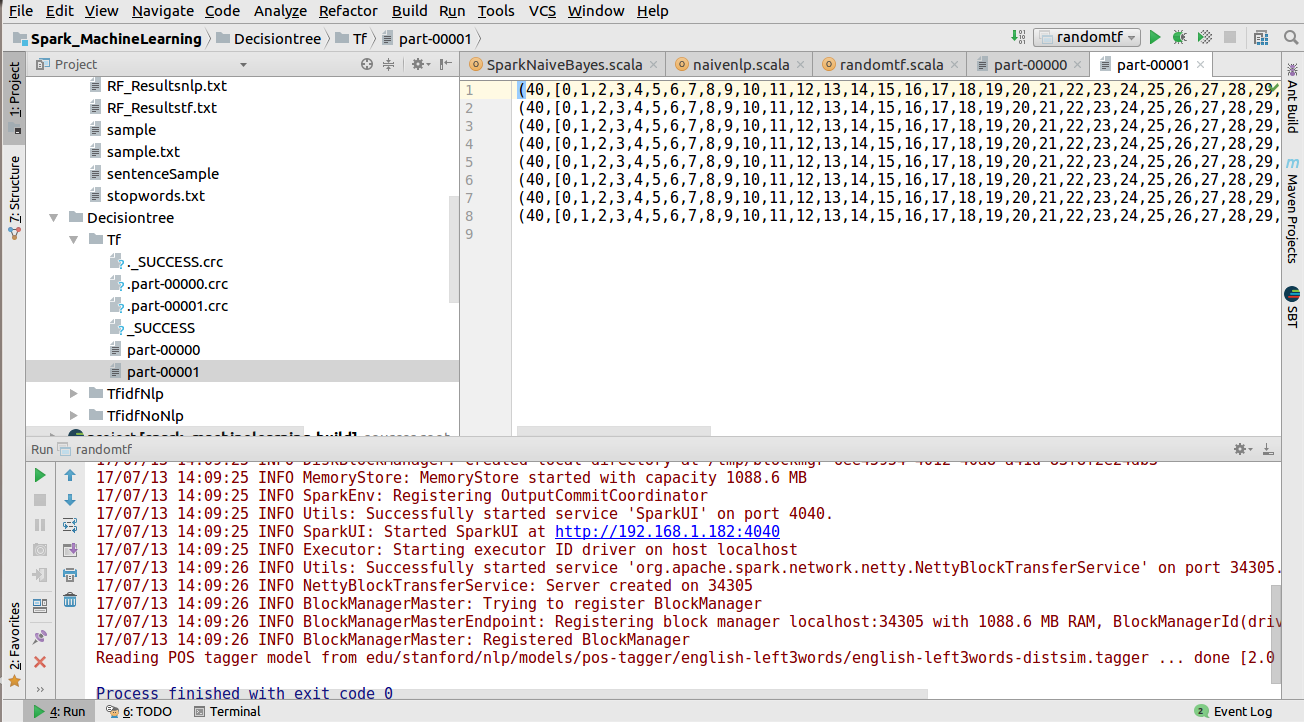 File Edit View Navigate Code Analyze Refactor Build Run Tools VCS Window Help
Spark_MachineLearning Decisiontree Tf part-00001 randomtf
1: Project
7: Structure
2: Favorites
Project
RF_Resultsnlp.txt
RF_Resultstf.txt
sample
sample.txt
sentenceSample
stopwords.txt
Decisiontree
Tf
._SUCCESS.crc
.part-00000.crc
.part-00001.crc
_SUCCESS
part-00000
part-00001
TfidfNlp
TfidfNoNlp
SparkNaiveBayes.scala naivenlp.scala randomtf.scala part-00000 part-00001
1 (40,[0,1,2,3,4,5,6,7,8,9,10,11,12,13,14,15,16,17,18,19,20,21,22,23,24,25,26,27,28,29,
2 (40,[0,1,2,3,4,5,6,7,8,9,10,11,12,13,14,15,16,17,18,19,20,21,22,23,24,25,26,27,28,29,
3 (40,[0,1,2,3,4,5,6,7,8,9,10,11,12,13,14,15,16,17,18,19,20,21,22,23,24,25,26,27,28,29,
4 (40,[0,1,2,3,4,5,6,7,8,9,10,11,12,13,14,15,16,17,18,19,20,21,22,23,24,25,26,27,28,29,
5 (40,[0,1,2,3,4,5,6,7,8,9,10,11,12,13,14,15,16,17,18,19,20,21,22,23,24,25,26,27,28,29,
6 (40,[0,1,2,3,4,5,6,7,8,9,10,11,12,13,14,15,16,17,18,19,20,21,22,23,24,25,26,27,28,29,
7 (40,[0,1,2,3,4,5,6,7,8,9,10,11,12,13,14,15,16,17,18,19,20,21,22,23,24,25,26,27,28,29,
8 (40,[0,1,2,3,4,5,6,7,8,9,10,11,12,13,14,15,16,17,18,19,20,21,22,23,24,25,26,27,28,29,
9
Ant Build
Maven Projects
SBT
Run randomtf
17/07/13 14:09:25 INFO MemoryStore: MemoryStore started with capacity 1088.6 MB
17/07/13 14:09:25 INFO SparkEnv: Registering OutputCommitCoordinator
17/07/13 14:09:25 INFO Utils: Successfully started service 'SparkUI' on port 4040.
17/07/13 14:09:25 INFO SparkUI: Started SparkUI at http://192.168.1.182:4040
17/07/13 14:09:25 INFO Executor: Starting executor ID driver on host localhost
17/07/13 14:09:26 INFO Utils: Successfully started service 'org.apache.spark.network.netty.NettyBlockTransferService' on port 34305.
17/07/13 14:09:26 INFO NettyBlockTransferService: Server created on 34305
17/07/13 14:09:26 INFO BlockManagerMaster: Trying to register BlockManager
17/07/13 14:09:26 INFO BlockManagerMasterEndpoint: Registering block manager localhost:34305 with 1088.6 MB RAM, BlockManagerId(driv
17/07/13 14:09:26 INFO BlockManagerMaster: Registered BlockManager
Reading POS tagger model from edu/stanford/nlp/models/pos-tagger/english-left3words/english-left3words-distsim.tagger ... done [2.0
Process finished with exit code 0
4: Run 6: TODO Terminal 2 Event Log